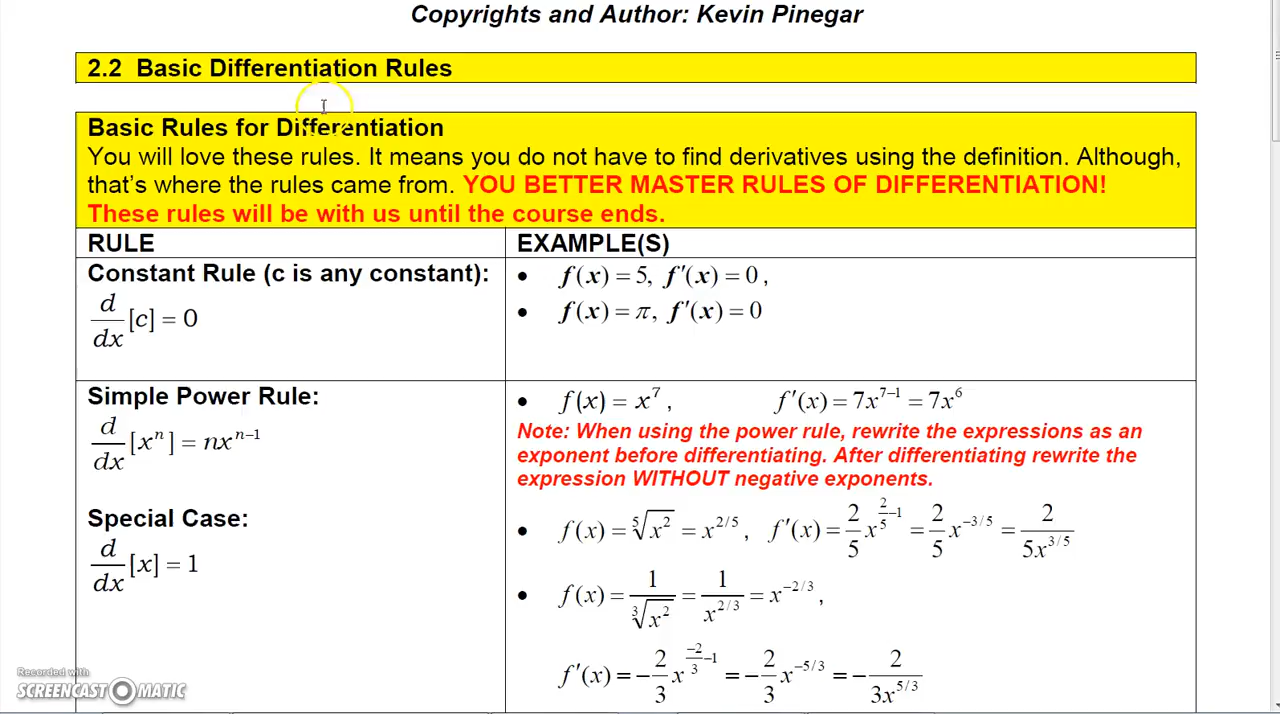 Copyrights and Author: Kevin Pinegar
2.2 Basic Differentiation Rules
Basic Rules for Differentiation
You will love these rules. It means you do not have to find derivatives using the definition. Although,
that's where the rules came from. YOU BETTER MASTER RULES OF DIFFERENTIATION!
These rules will be with us until the course ends.
RULE EXAMPLE(S)
Constant Rule (c is any constant):
d/dx [c] = 0
• f(x) = 5, f′(x) = 0 ,
• f(x) = π, f′(x) = 0
Simple Power Rule:
d/dx [xⁿ] = nxⁿ⁻¹
Special Case:
d/dx [x] = 1
• f(x) = x⁷ , f′(x) = 7x⁷⁻¹ = 7x⁶
Note: When using the power rule, rewrite the expressions as an
exponent before differentiating. After differentiating rewrite the
expression WITHOUT negative exponents.
• f(x) = ⁵√(x²) = x^(2/5) , f′(x) = 2/5 x^(2/5−1) = 2/5 x^(−3/5) = 2/(5x^(3/5))
• f(x) = 1/³√(x²) = 1/x^(2/3) = x^(−2/3) ,
f′(x) = −2/3 x^(−2/3−1) = −2/3 x^(−5/3) = −2/(3x^(5/3))
Recorded with
SCREENCAST-O-MATIC